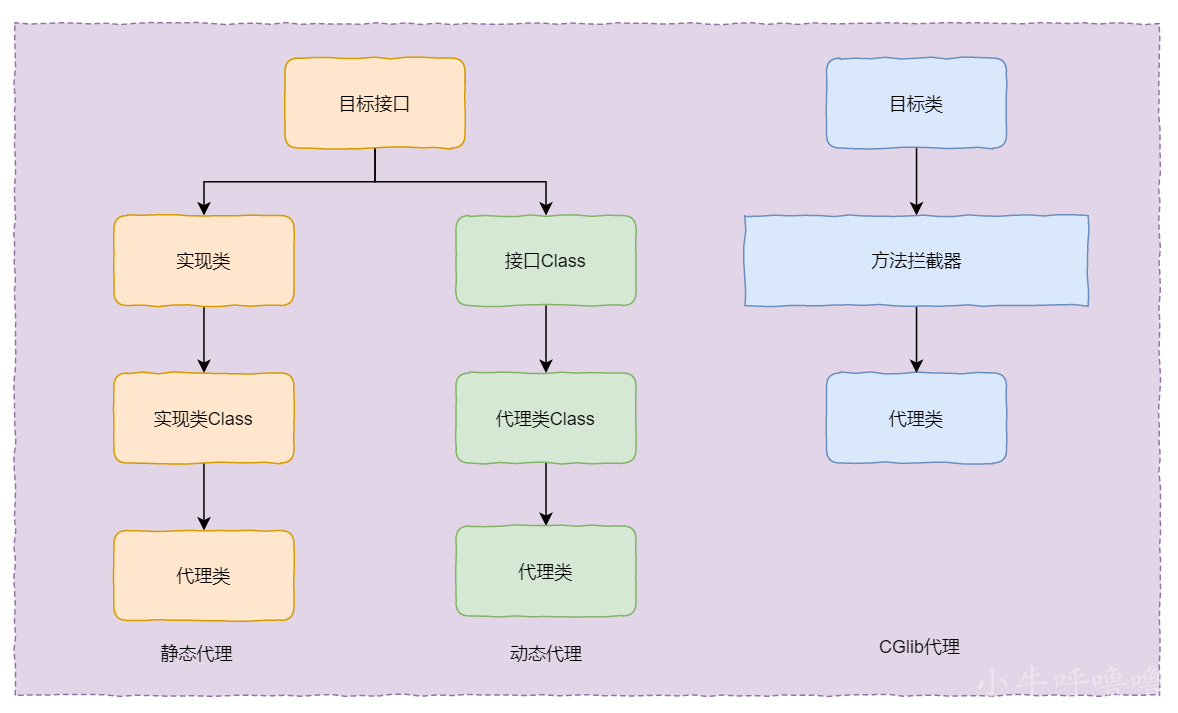 目标接口
目标类
实现类
接口Class
方法拦截器
实现类Class
代理类Class
代理类
代理类
代理类
静态代理
动态代理
CGlib代理
小牛呼噜噜